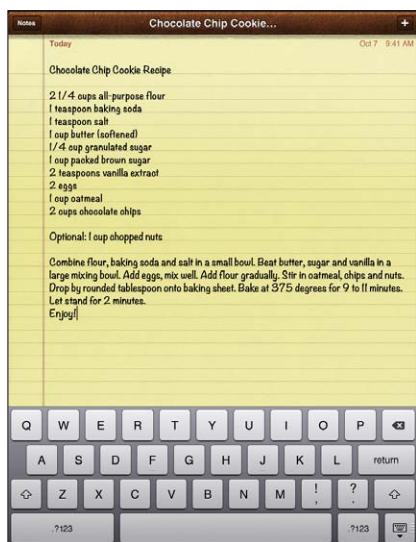 Notes
Chocolate Chip Cookie...
+
Today
Oct 7 9:41 AM
Chocolate Chip Cookie Recipe
2 1/4 cups all-purpose flour
1 teaspoon baking soda
1 teaspoon salt
1 cup butter (softened)
1/4 cup granulated sugar
1 cup packed brown sugar
2 teaspoons vanilla extract
2 eggs
1 cup oatmeal
2 cups chocolate chips
Optional: 1 cup chopped nuts
Combine flour, baking soda and salt in a small bowl. Beat butter, sugar and vanilla in a
large mixing bowl. Add eggs, mix well. Add flour gradually. Stir in oatmeal, chips and nuts.
Drop by rounded tablespoon onto baking sheet. Bake at 375 degrees for 9 to 11 minutes.
Let stand for 2 minutes.
Enjoy!
Q W E R T Y U I O P
A S D F G H J K L return
Z X C V B N M ! , ? .
.?123 .?123